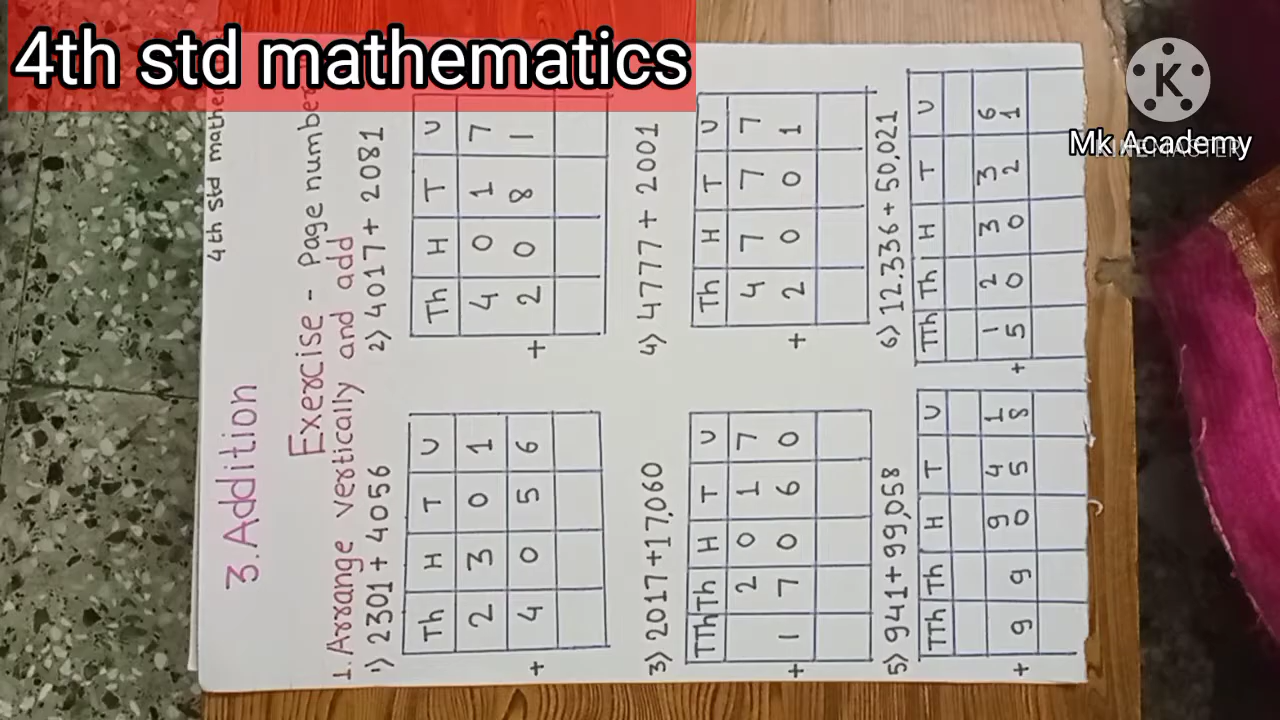 4th std mathematics
Mk Academy
KINEMASTER
4th std mathem
3. Addition
Exercise - Page number
1. Arrange vertically and add
1) 2301 + 4056
Th H T U
2 3 0 1
+ 4 0 5 6
2) 4017 + 2081
Th H T U
4 0 1 7
+ 2 0 8 1
3) 2017 + 17,060
TTh Th H T U
2 0 1 7
+ 1 7 0 6 0
4) 4777 + 2001
Th H T U
4 7 7 7
+ 2 0 0 1
5) 941 + 99,058
TTh Th H T U
9 4 1
+ 9 9 0 5 8
6) 12.336 + 50,021
TTh Th H T U
1 2 3 3 6
+ 5 0 0 2 1